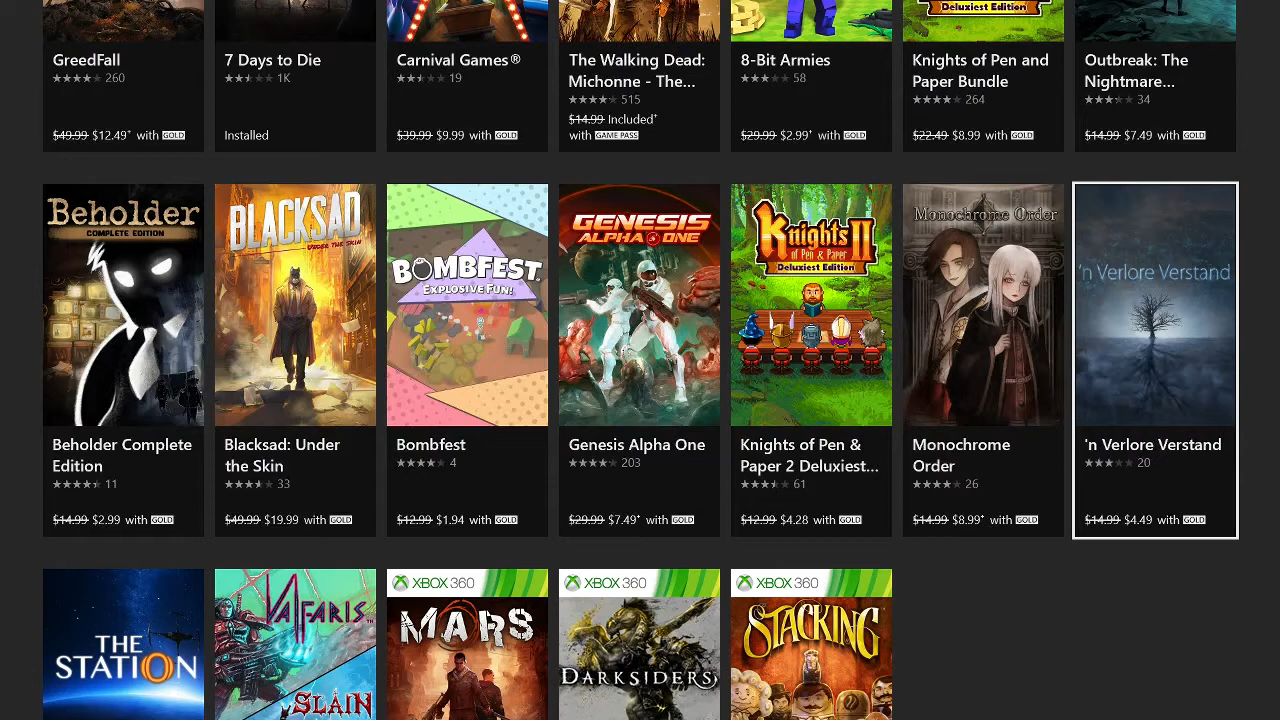 Deluxiest Edition
GreedFall
260
$49.99 $12.49+ with GOLD
7 Days to Die
1K
Installed
Carnival Games®
19
$39.99 $9.99 with GOLD
The Walking Dead:
Michonne - The...
515
$14.99 Included+
with GAME PASS
8-Bit Armies
58
$29.99 $2.99+ with GOLD
Knights of Pen and
Paper Bundle
264
$22.49 $8.99 with GOLD
Outbreak: The
Nightmare...
34
$14.99 $7.49 with GOLD
Beholder
COMPLETE EDITION
Beholder Complete
Edition
11
$14.99 $2.99 with GOLD
BLACKSAD
UNDER THE SKIN
Blacksad: Under
the Skin
33
$49.99 $19.99 with GOLD
BOMBFEST
EXPLOSIVE FUN!
Bombfest
4
$12.99 $1.94 with GOLD
GENESIS
ALPHA ONE
Genesis Alpha One
203
$29.99 $7.49+ with GOLD
Knights II
of Pen & Paper
Deluxiest Edition
Knights of Pen &
Paper 2 Deluxiest...
61
$12.99 $4.28 with GOLD
Monochrome Order
Monochrome
Order
26
$14.99 $8.99+ with GOLD
'n Verlore Verstand
'n Verlore Verstand
20
$14.99 $4.49 with GOLD
THE
STATION
VALFARIS
SLAIN
XBOX 360
MARS
XBOX 360
DARKSIDERS
XBOX 360
STACKING